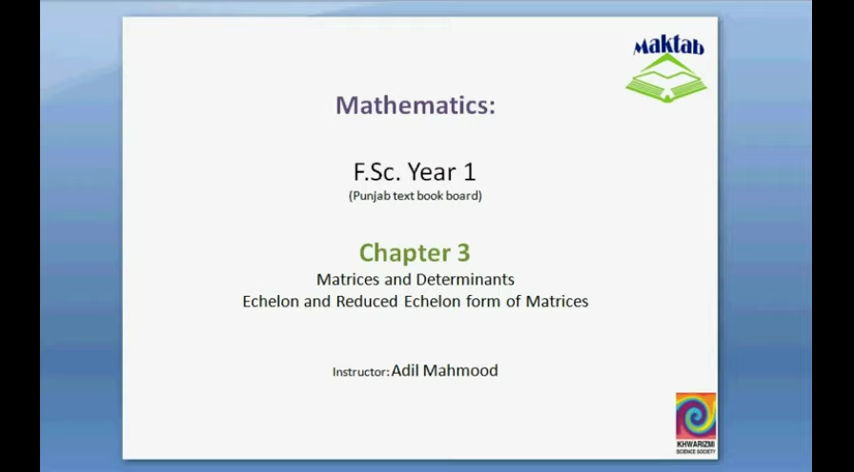 Maktab
Mathematics:
F.Sc. Year 1
(Punjab text book board)
Chapter 3
Matrices and Determinants
Echelon and Reduced Echelon form of Matrices
Instructor: Adil Mahmood
KHWARIZMI
SCIENCE SOCIETY